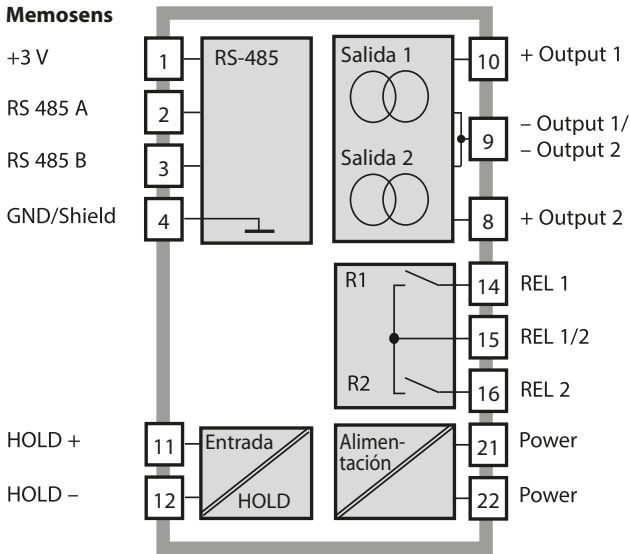 Memosens
+3 V
1
RS-485
RS 485 A
2
RS 485 B
3
GND/Shield
4
Salida 1
10
+ Output 1
9
– Output 1/
– Output 2
Salida 2
8
+ Output 2
R1
14
REL 1
15
REL 1/2
R2
16
REL 2
HOLD +
11
Entrada
HOLD –
12
HOLD
Alimen-
tación
21
Power
22
Power